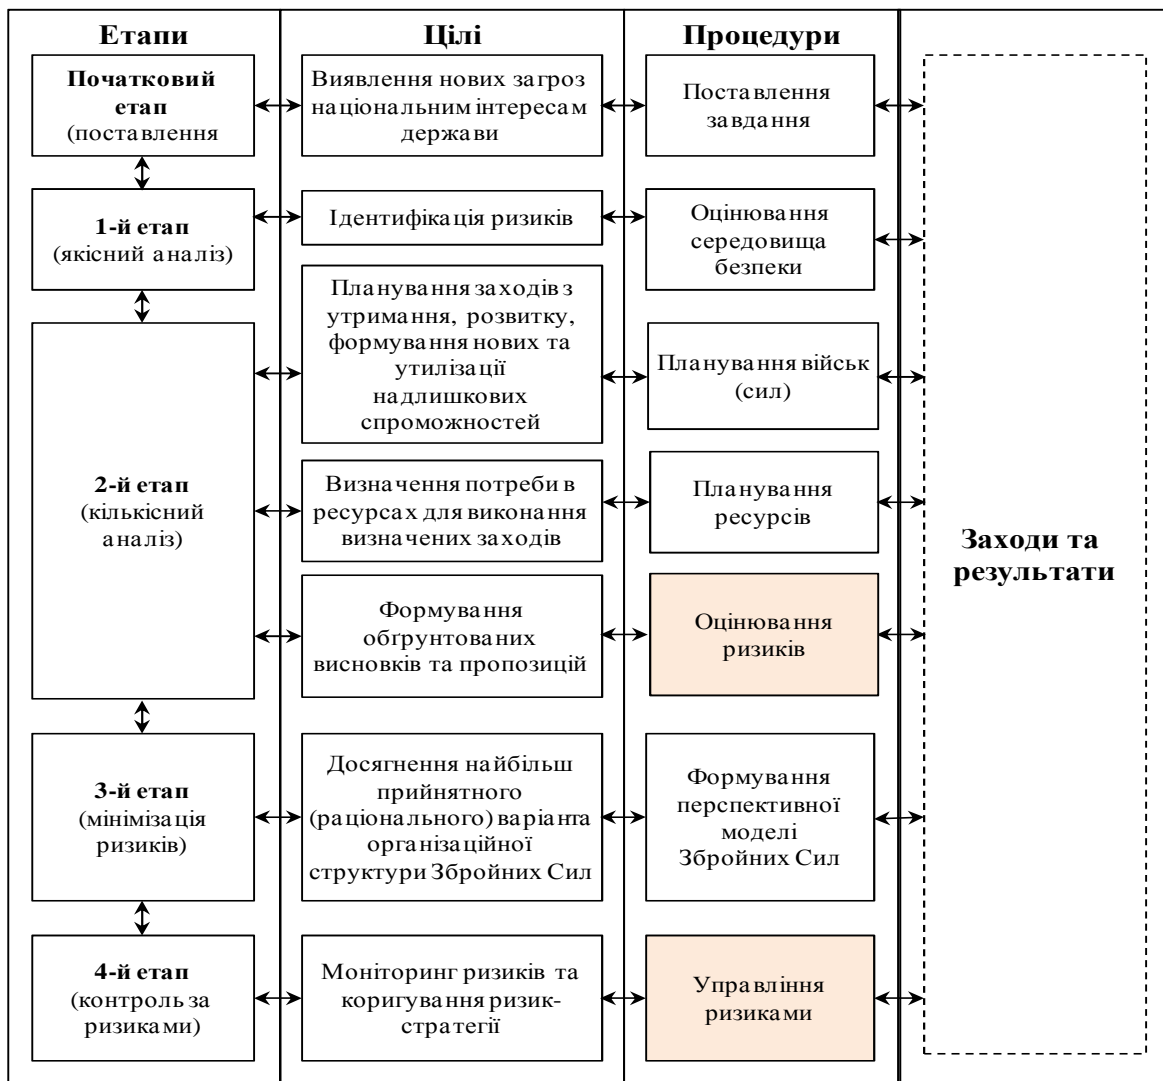 Етапи
Цілі
Процедури
Початковий
етап
(поставлення
Виявлення нових загроз
національним інтересам
держави
Поставлення
завдання
1-й етап
(якісний аналіз)
Ідентифікація ризиків
Оцінювання
середовища
безпеки
Планування заходів з
утримання, розвитку,
формування нових та
утилізації
надлишкових
спроможностей
Планування військ
(сил)
2-й етап
(кількісний
аналіз)
Визначення потреби в
ресурсах для виконання
визначених заходів
Планування
ресурсів
Формування
обґрунтованих
висновків та пропозицій
Оцінювання
ризиків
3-й етап
(мінімізація
ризиків)
Досягнення найбільш
прийнятного
(раціонального) варіанта
організаційної
структури Збройних Сил
Формування
перспективної
моделі
Збройних Сил
4-й етап
(контроль за
ризиками)
Моніторинг ризиків та
коригування ризик-
стратегії
Управління
ризиками
Заходи та
результати